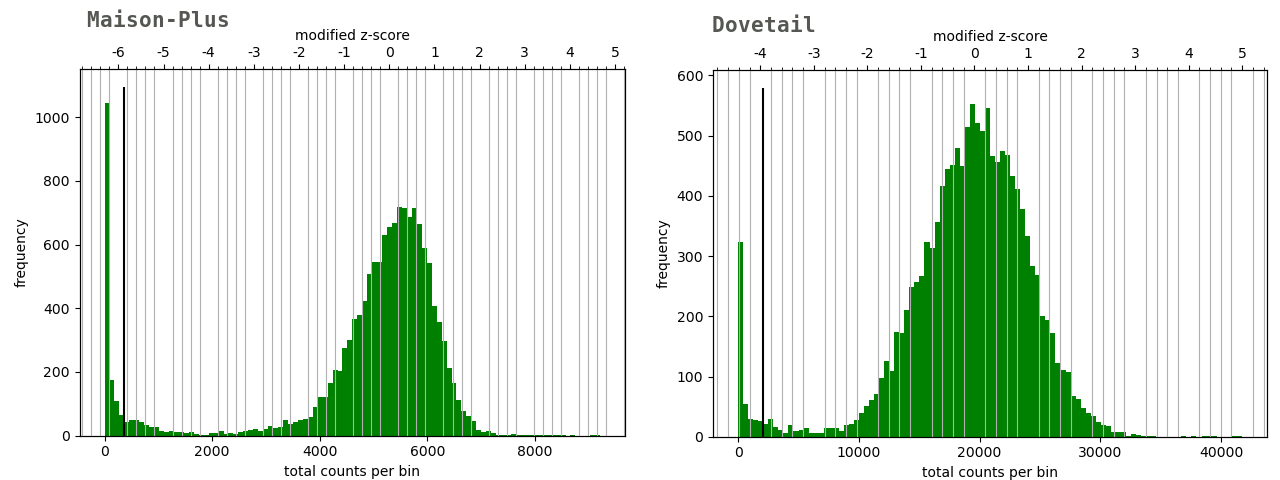 Maison-Plus
modified z-score
-6 -5 -4 -3 -2 -1 0 1 2 3 4 5
1000
800
600
400
200
0
frequency
0 2000 4000 6000 8000
total counts per bin
Dovetail
modified z-score
-4 -3 -2 -1 0 1 2 3 4 5
600
500
400
300
200
100
0
frequency
0 10000 20000 30000 40000
total counts per bin